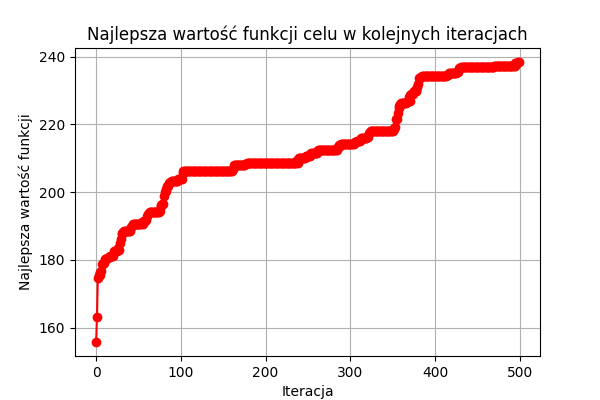 Najlepsza wartość funkcji celu w kolejnych iteracjach
Najlepsza wartość funkcji
240
220
200
180
160
0 100 200 300 400 500
Iteracja